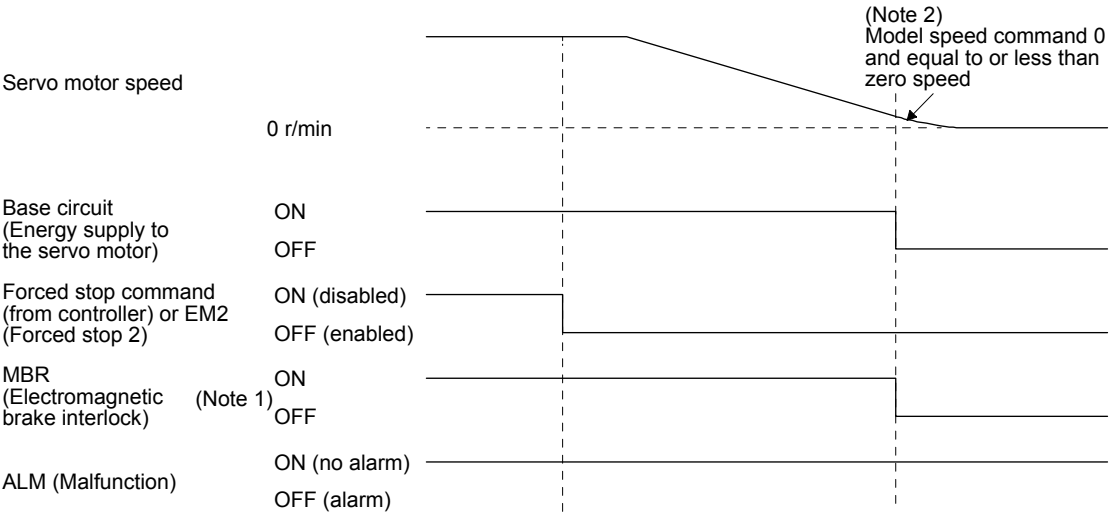 (Note 2)
Model speed command 0
and equal to or less than
zero speed
Servo motor speed
0 r/min
Base circuit
(Energy supply to
the servo motor)
ON
OFF
Forced stop command
(from controller) or EM2
(Forced stop 2)
ON (disabled)
OFF (enabled)
MBR
(Electromagnetic
brake interlock)
(Note 1)
ON
OFF
ALM (Malfunction)
ON (no alarm)
OFF (alarm)